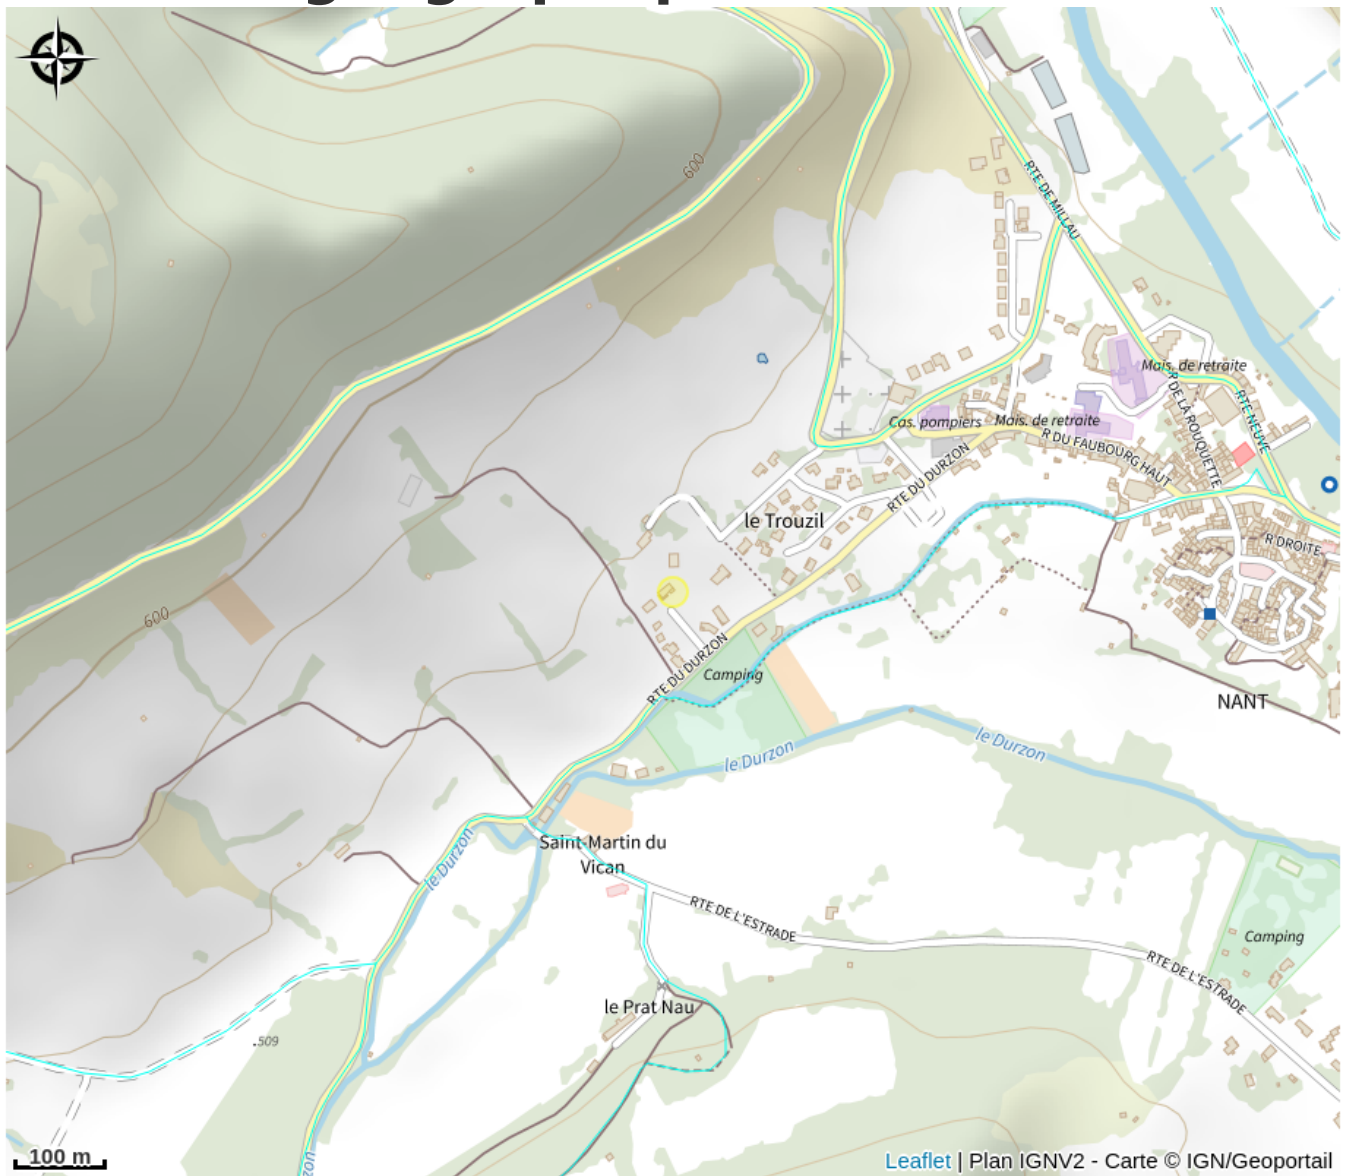 600
RTE DE MILLAU
Mais. de retraite
R DE LA ROUQUETTE
RTE NEUVE
Cas. pompiers
Mais. de retraite
R DU FAUBOURG HAUT
RTE DU DURZON
le Trouzil
R DROITE
600
RTE DU DURZON
Camping
NANT
le Durzon
le Durzon
Saint-Martin du
Vican
le Durzon
RTE DE L'ESTRADE
Camping
RTE DE L'ESTRADE
le Prat Nau
.509
100 m
Leaflet | Plan IGNV2 - Carte © IGN/Geoportail